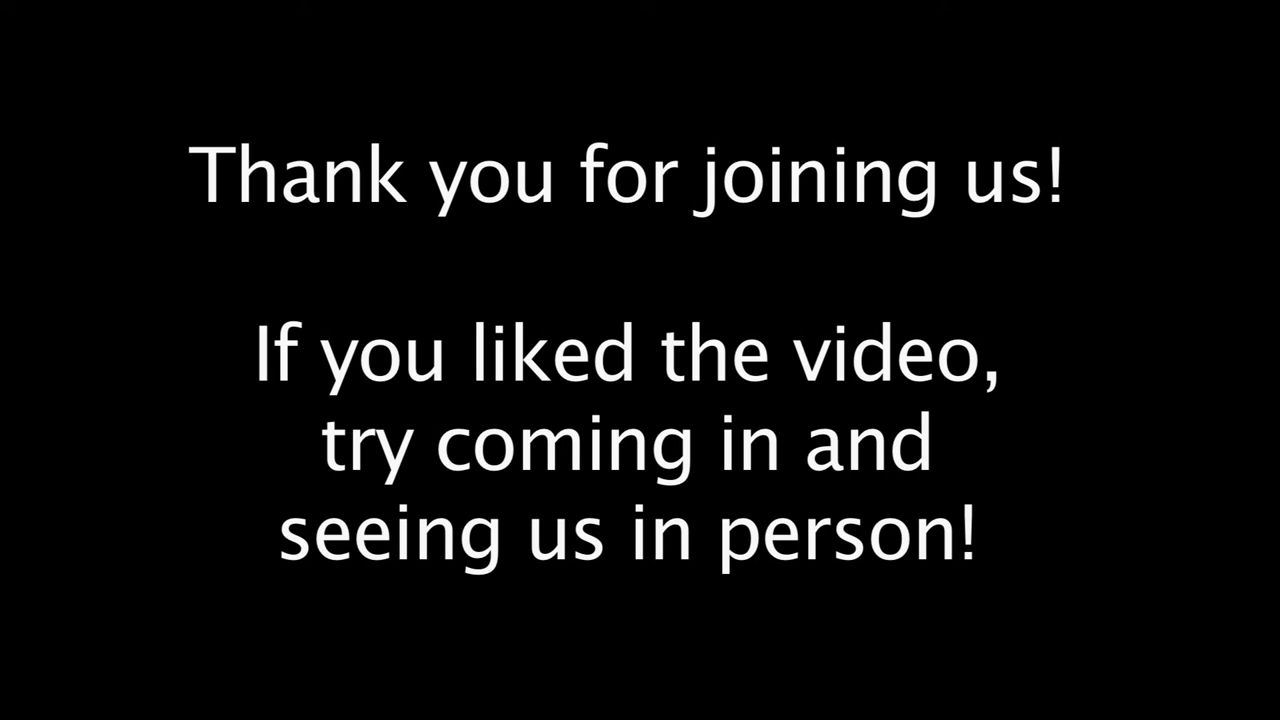 Thank you for joining us!
If you liked the video,
try coming in and
seeing us in person!